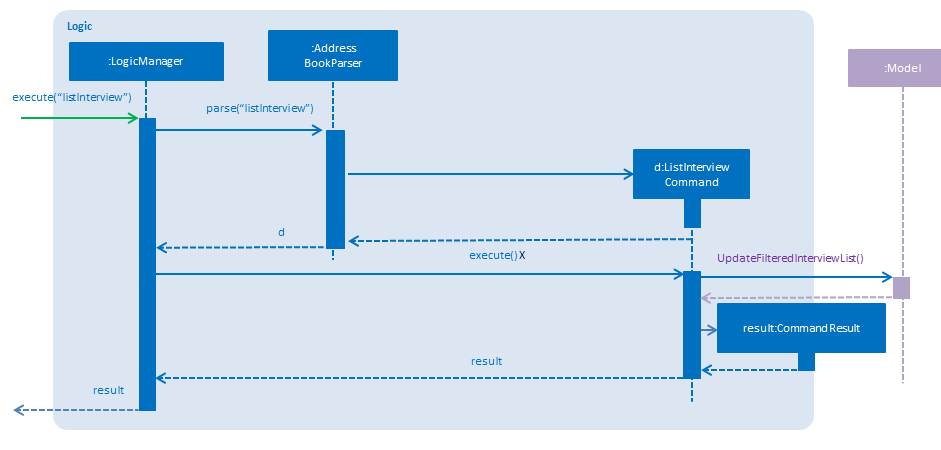 Logic
:LogicManager
:Address
BookParser
:Model
execute(“listInterview”)
parse(“listInterview”)
d:ListInterview
Command
d
execute() X
UpdateFilteredInterviewList()
result:CommandResult
result
result